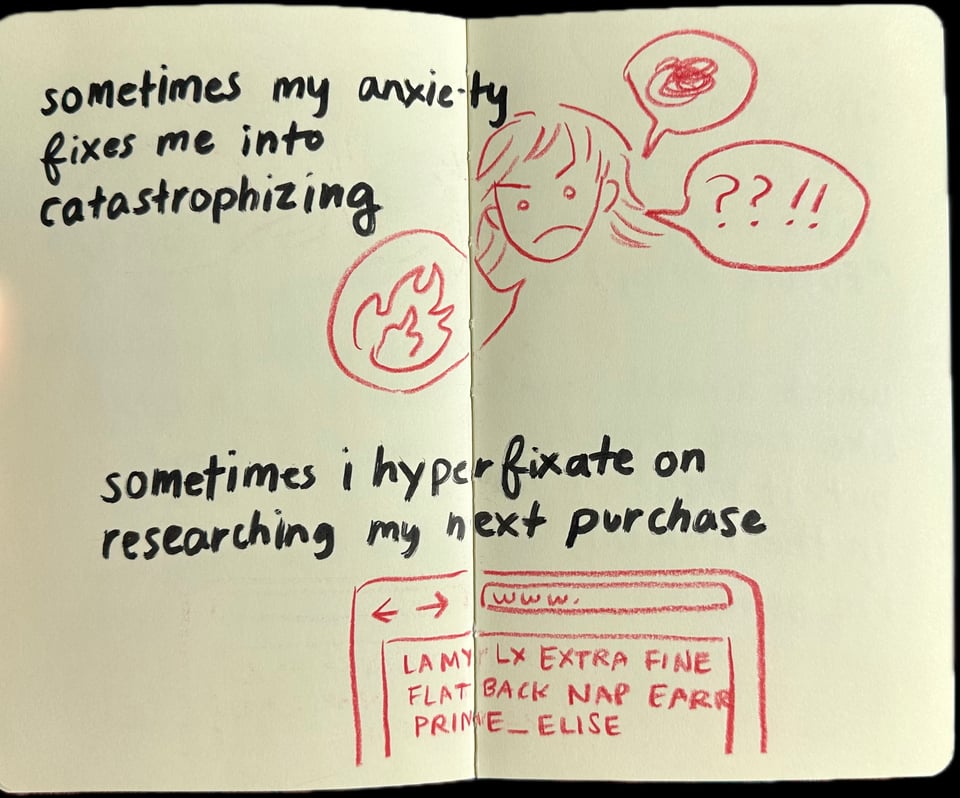 sometimes my anxiety
fixes me into
catastrophizing
?? !!
sometimes i hyperfixate on
researching my next purchase
← →
www.
LAMY LX EXTRA FINE
FLAT BACK NAP EARR
ELISE